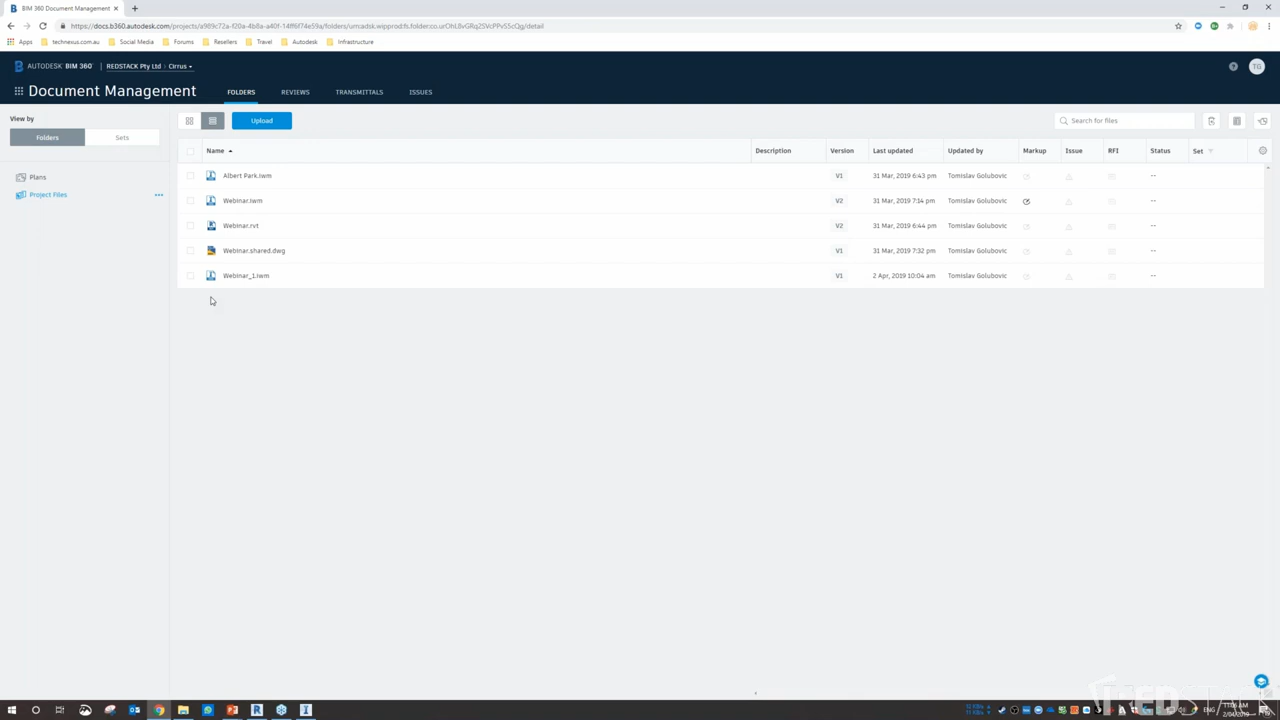 BIM 360 Document Management
https://docs.b360.autodesk.com/projects/a989c72a-f20a-4b8a-a40f-14ff6f74e59a/folders/urn:adsk.wipprod:fs.folder:co.urOhL8vGRqZSVcPPvS5cQg/detail
Apps technexus.com.au Social Media Forums Resellers Travel Autodesk Infrastructure
AUTODESK BIM 360° REDSTACK Pty Ltd > Cirrus
TG
Document Management FOLDERS REVIEWS TRANSMITTALS ISSUES
View by
Folders Sets
Upload
Search for files
Name Description Version Last updated Updated by Markup Issue RFI Status Set
Plans
Project Files
Albert Park.iwm V1 31 Mar, 2019 6:43 pm Tomislav Golubovic --
Webinar.iwm V2 31 Mar, 2019 7:14 pm Tomislav Golubovic --
Webinar.rvt V2 31 Mar, 2019 6:44 pm Tomislav Golubovic --
Webinar.shared.dwg V1 31 Mar, 2019 7:32 pm Tomislav Golubovic --
Webinar_1.iwm V1 2 Apr, 2019 10:04 am Tomislav Golubovic --
REDSTACK
ENG